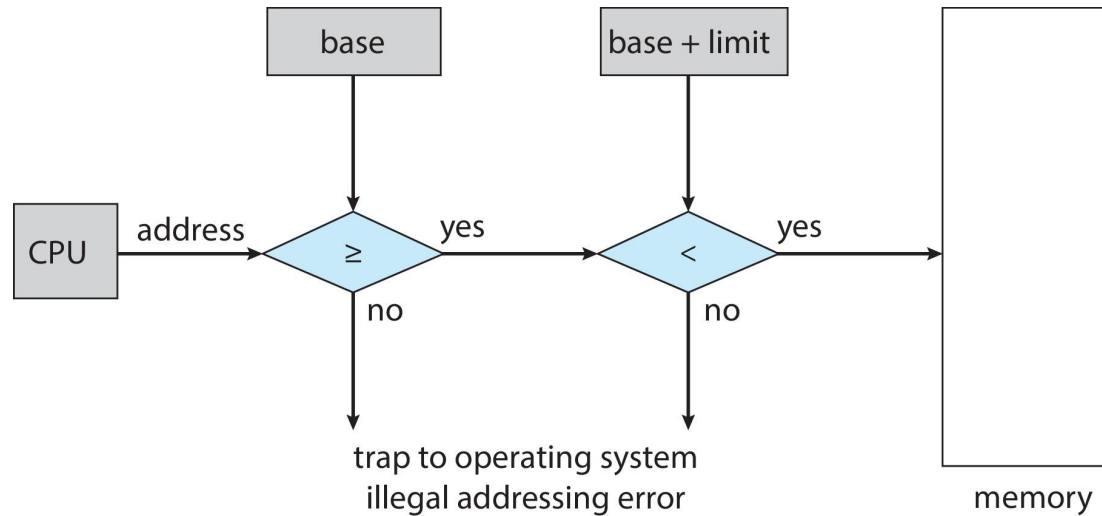 base
base + limit
CPU
address
≥
yes
<
yes
no
no
trap to operating system
illegal addressing error
memory